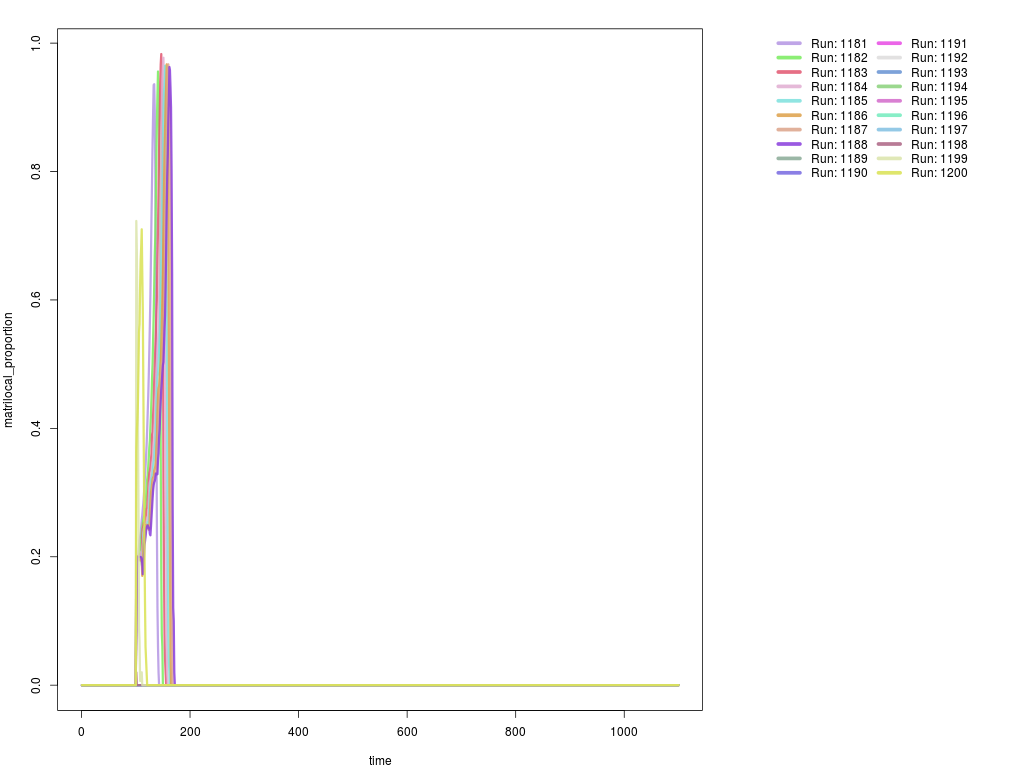 1.0
0.8
0.6
0.4
0.2
0.0
matrilocal_proportion
0 200 400 600 800 1000
time
Run: 1181 Run: 1191
Run: 1182 Run: 1192
Run: 1183 Run: 1193
Run: 1184 Run: 1194
Run: 1185 Run: 1195
Run: 1186 Run: 1196
Run: 1187 Run: 1197
Run: 1188 Run: 1198
Run: 1189 Run: 1199
Run: 1190 Run: 1200